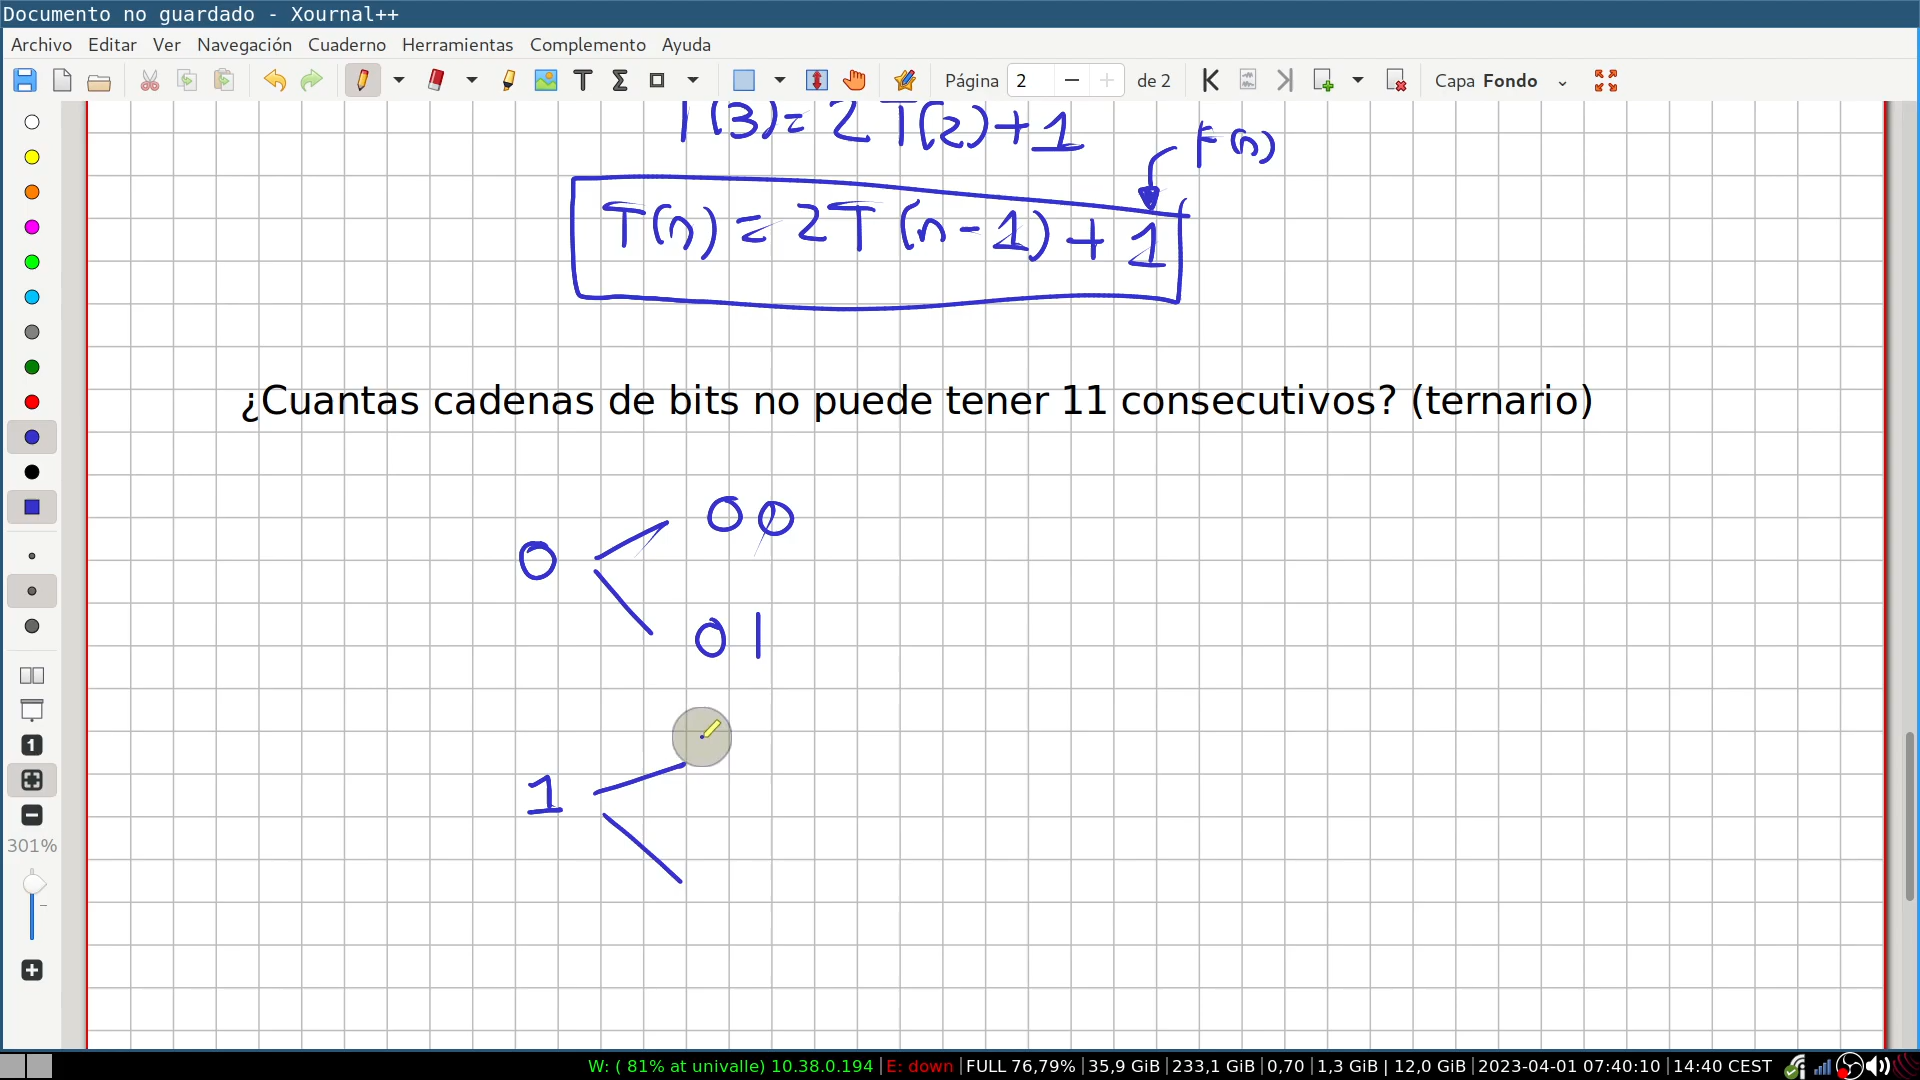 Documento no guardado - Xournal++
Archivo Editar Ver Navegación Cuaderno Herramientas Complemento Ayuda
Página 2 de 2 Capa Fondo
T(3)= 2T(2)+1
F(n)
T(n) = 2T(n-1)+1
¿Cuantas cadenas de bits no puede tener 11 consecutivos? (ternario)
00
0
01
1
1
301%
W: ( 81% at univalle) 10.38.0.194 |E: down |FULL 76,79% |35,9 GiB |233,1 GiB |0,70 |1,3 GiB | 12,0 GiB |2023-04-01 07:40:10 |14:40 CEST